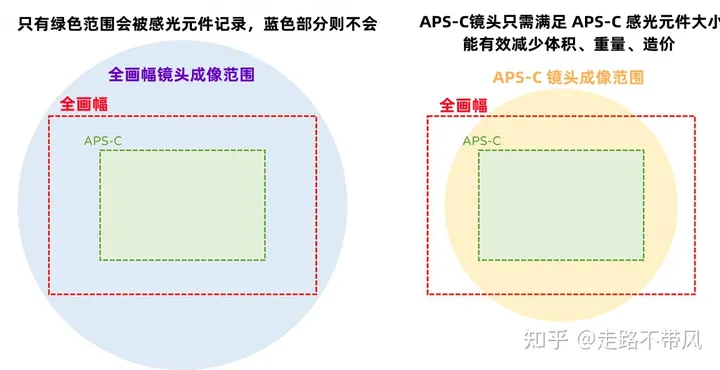 只有绿色范围会被感光元件记录，蓝色部分则不会
全画幅镜头成像范围
全画幅
APS-C
APS-C镜头只需满足 APS-C 感光元件大小
能有效减少体积、重量、造价
APS-C 镜头成像范围
全画幅
APS-C
知乎 @走路不带风